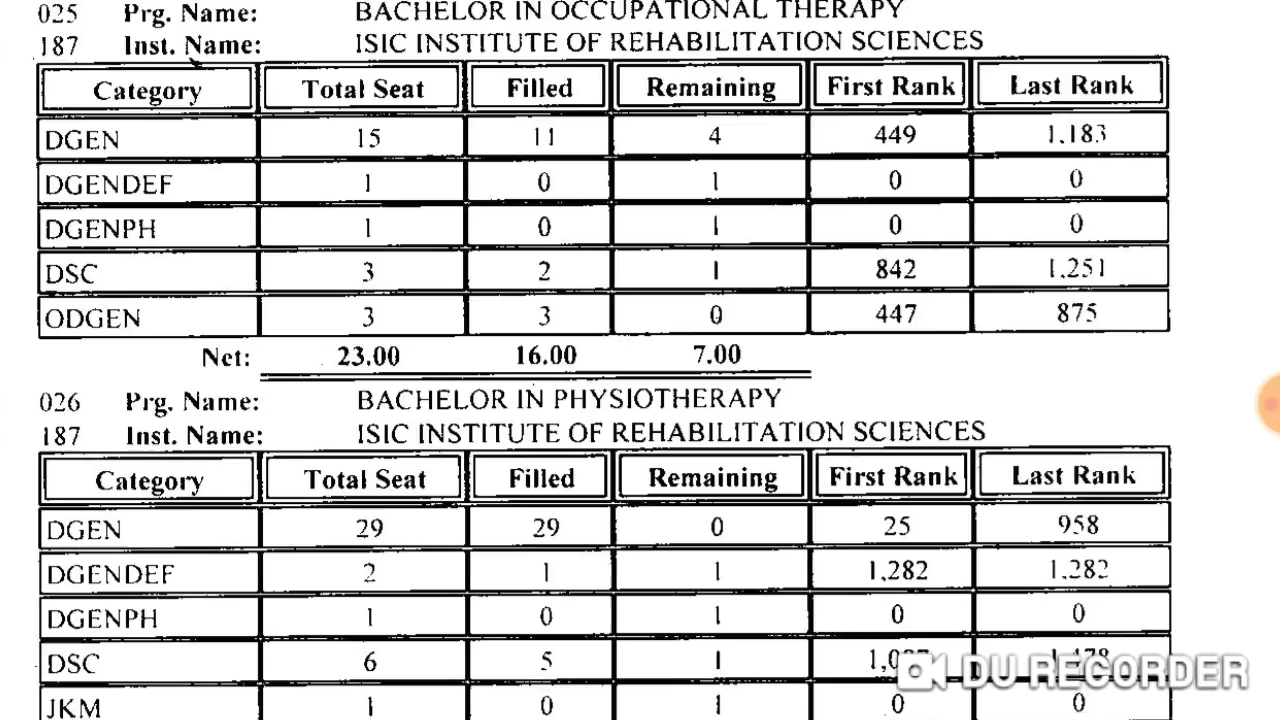 025 Prg. Name: BACHELOR IN OCCUPATIONAL THERAPY
187 Inst. Name: ISIC INSTITUTE OF REHABILITATION SCIENCES
Category Total Seat Filled Remaining First Rank Last Rank
DGEN 15 11 4 449 1,183
DGENDEF 1 0 1 0 0
DGENPH 1 0 1 0 0
DSC 3 2 1 842 1,251
ODGEN 3 3 0 447 875
Net: 23.00 16.00 7.00
026 Prg. Name: BACHELOR IN PHYSIOTHERAPY
187 Inst. Name: ISIC INSTITUTE OF REHABILITATION SCIENCES
Category Total Seat Filled Remaining First Rank Last Rank
DGEN 29 29 0 25 958
DGENDEF 2 1 1 1,282 1,282
DGENPH 1 0 1 0 0
DSC 6 5 1
JKM 1 0 1 0 0
DU RECORDER